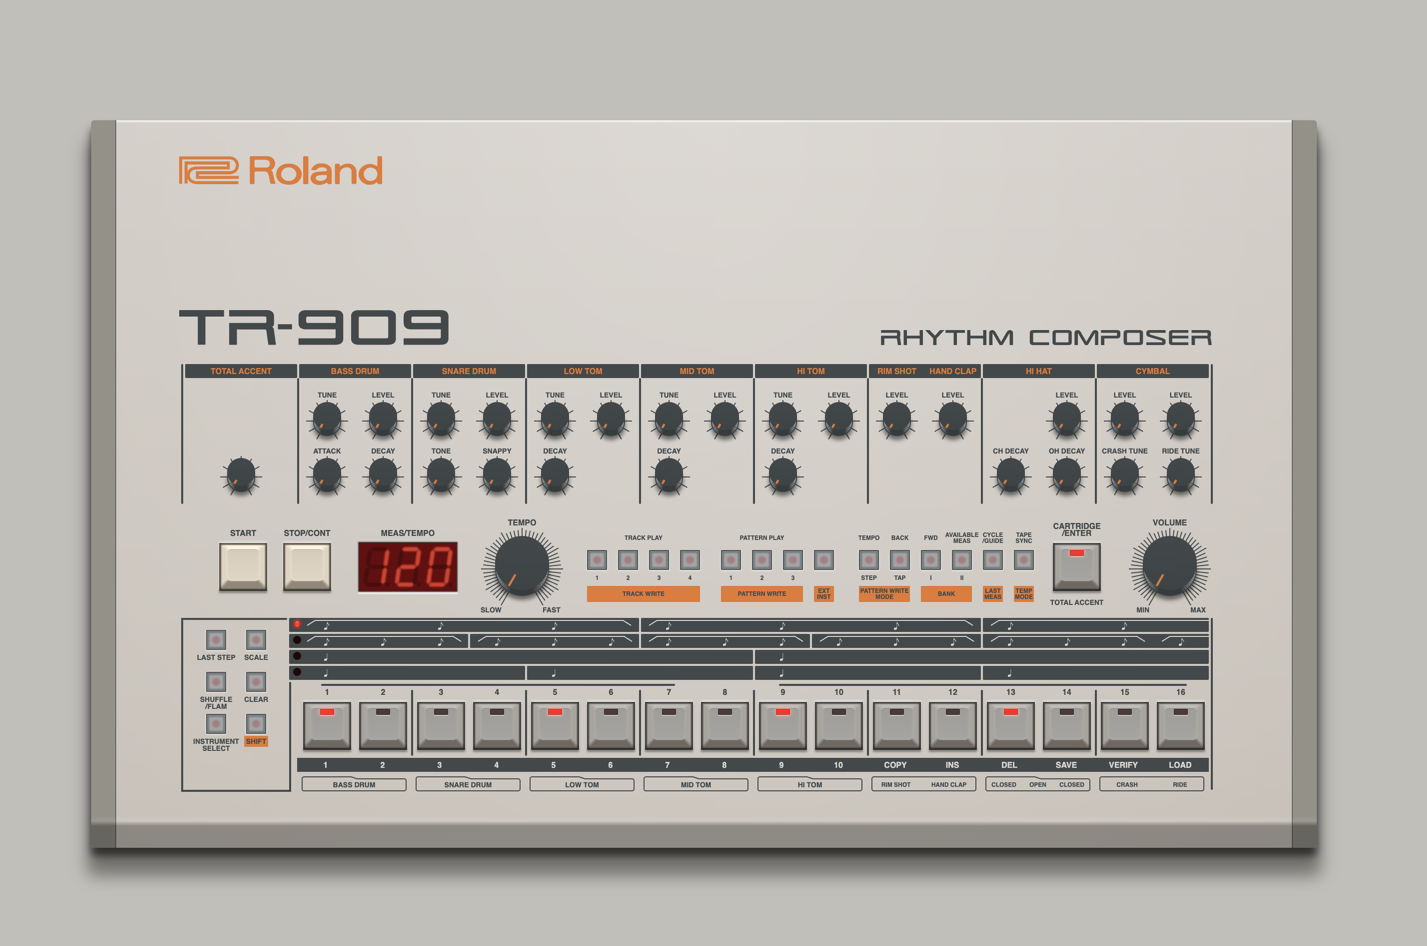 Roland
TR-909
RHYTHM COMPOSER
TOTAL ACCENT BASS DRUM SNARE DRUM LOW TOM MID TOM HI TOM RIM SHOT HAND CLAP HI HAT CYMBAL
TUNE LEVEL TUNE LEVEL TUNE LEVEL TUNE LEVEL TUNE LEVEL LEVEL LEVEL LEVEL LEVEL LEVEL
ATTACK DECAY TONE SNAPPY DECAY DECAY DECAY CH DECAY OH DECAY CRASH TUNE RIDE TUNE
START STOP/CONT MEAS/TEMPO
120
TEMPO
SLOW FAST
TRACK PLAY
1 2 3 4
TRACK WRITE
PATTERN PLAY
1 2 3
PATTERN WRITE
EXT
INST
TEMPO BACK FWD
AVAILABLE
MEAS
CYCLE
/GUIDE
TAPE
SYNC
STEP TAP I II
PATTERN WRITE
MODE
BANK
LAST
MEAS
TEMP
MODE
CARTRIDGE
/ENTER
TOTAL ACCENT
VOLUME
MIN MAX
LAST STEP SCALE
SHUFFLE
/FLAM
CLEAR
INSTRUMENT
SELECT
SHIFT
1 2 3 4 5 6 7 8 9 10 11 12 13 14 15 16
1 2 3 4 5 6 7 8 9 10 COPY INS DEL SAVE VERIFY LOAD
BASS DRUM SNARE DRUM LOW TOM MID TOM HI TOM RIM SHOT HAND CLAP CLOSED OPEN CLOSED CRASH RIDE